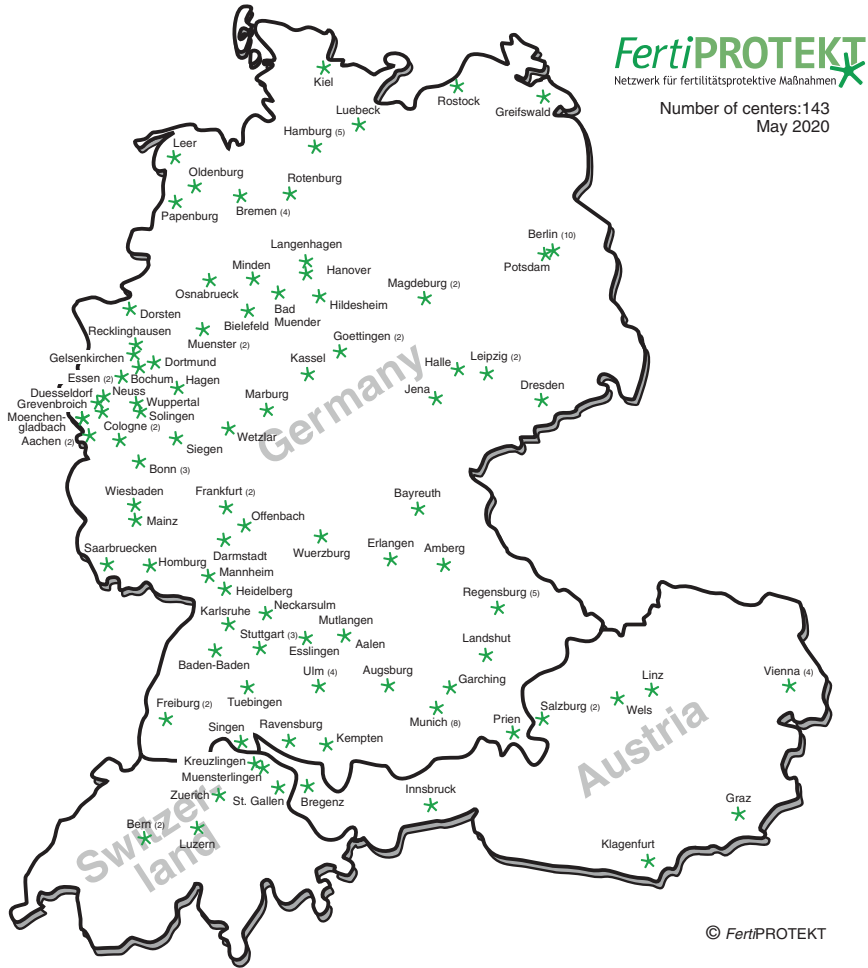 FertiPROTEKT
Netzwerk für fertilitätsprotektive Maßnahmen
Number of centers:143
May 2020
Kiel
Rostock
Greifswald
Luebeck
Hamburg (5)
Leer
Oldenburg
Rotenburg
Papenburg
Bremen (4)
Berlin (10)
Potsdam
Langenhagen
Minden
Hanover
Osnabrueck
Magdeburg (2)
Bad
Muender
Hildesheim
Dorsten
Bielefeld
Recklinghausen
Muenster (2)
Goettingen (2)
Gelsenkirchen
Dortmund
Kassel
Halle
Leipzig (2)
Essen (2)
Bochum
Hagen
Duesseldorf
Neuss
Marburg
Jena
Dresden
Grevenbroich
Wuppertal
Moenchen-
gladbach
Solingen
Cologne (2)
Aachen (2)
Siegen
Wetzlar
Germany
Bonn (3)
Wiesbaden
Frankfurt (2)
Bayreuth
Mainz
Offenbach
Saarbruecken
Homburg
Darmstadt
Wuerzburg
Erlangen
Amberg
Mannheim
Heidelberg
Regensburg (5)
Karlsruhe
Neckarsulm
Mutlangen
Stuttgart (3)
Esslingen
Aalen
Landshut
Baden-Baden
Ulm (4)
Augsburg
Garching
Linz
Vienna (4)
Tuebingen
Wels
Freiburg (2)
Munich (8)
Prien
Salzburg (2)
Singen
Ravensburg
Kempten
Austria
Kreuzlingen
Muensterlingen
Zuerich
St. Gallen
Bregenz
Innsbruck
Graz
Bern (2)
Luzern
Switzer-
land
Klagenfurt
© FertiPROTEKT